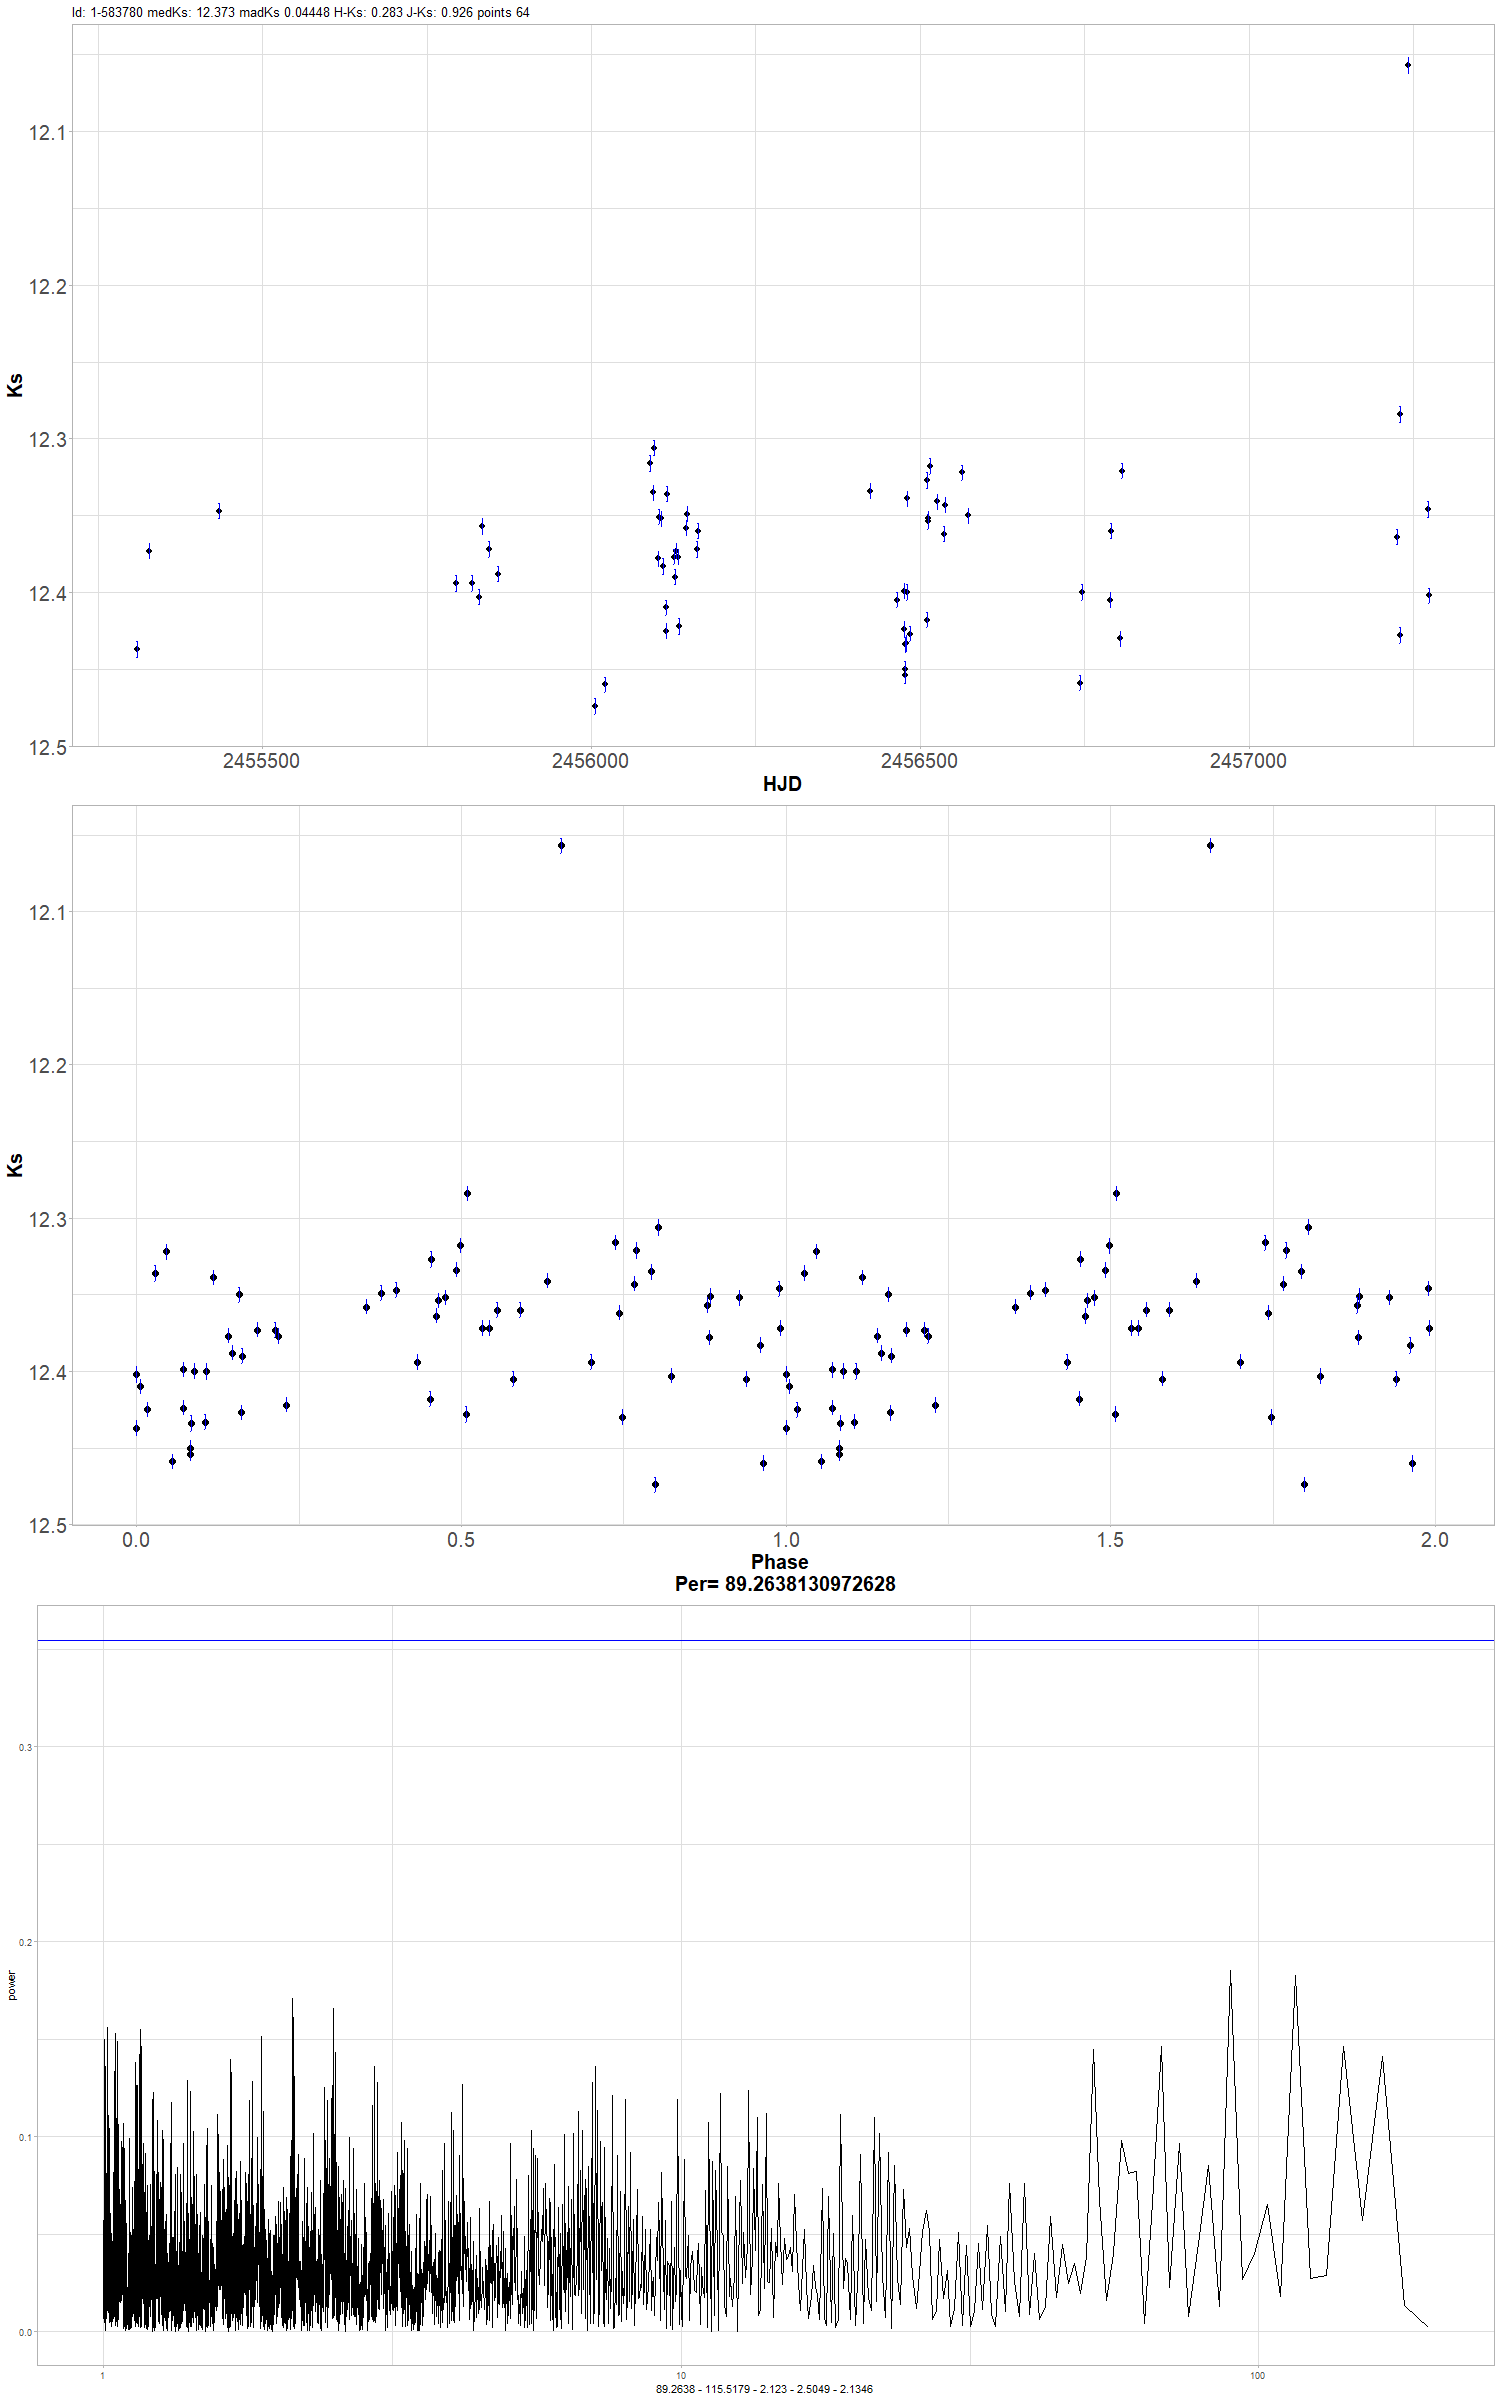 Id: 1-583780 medKs: 12.373 madKs 0.04448 H-Ks: 0.283 J-Ks: 0.926 points 64
12.1
12.2
12.3
12.4
12.5
Ks
2455500 2456000 2456500 2457000
HJD
12.1
12.2
12.3
12.4
12.5
Ks
0.0 0.5 1.0 1.5 2.0
Phase
Per= 89.2638130972628
0.3
0.2
0.1
0.0
power
1 10 100
89.2638 - 115.5179 - 2.123 - 2.5049 - 2.1346